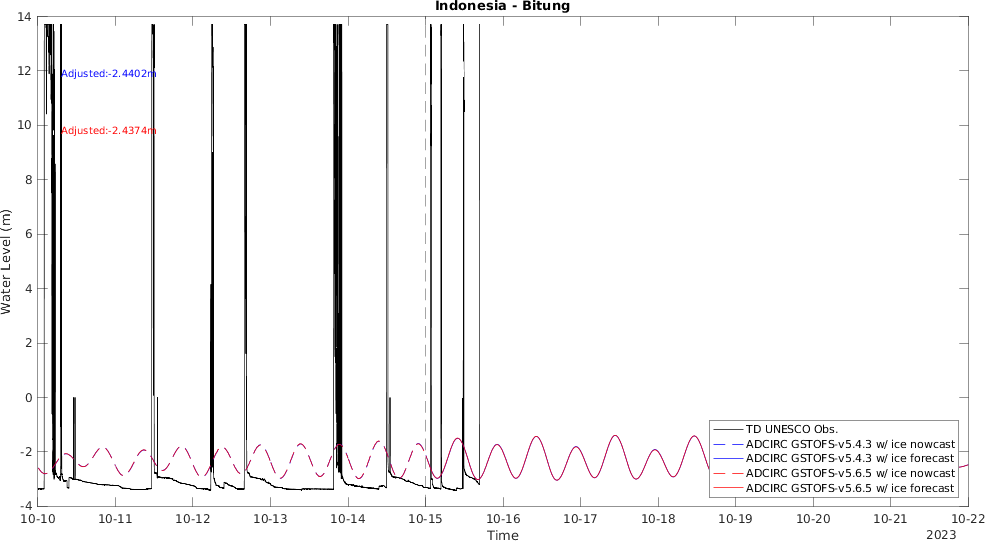 Indonesia - Bitung
14
12
10
8
6
4
2
0
-2
-4
Water Level (m)
Adjusted:-2.4402m
Adjusted:-2.4374m
TD UNESCO Obs.
ADCIRC GSTOFS-v5.4.3 w/ ice nowcast
ADCIRC GSTOFS-v5.4.3 w/ ice forecast
ADCIRC GSTOFS-v5.6.5 w/ ice nowcast
ADCIRC GSTOFS-v5.6.5 w/ ice forecast
10-10 10-11 10-12 10-13 10-14 10-15 10-16 10-17 10-18 10-19 10-20 10-21 10-22
Time
2023